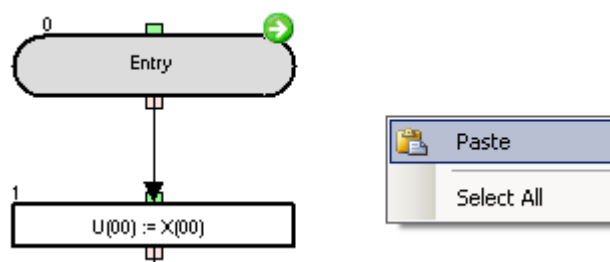 0
Entry
1
U(00) := X(00)
Paste
Select All